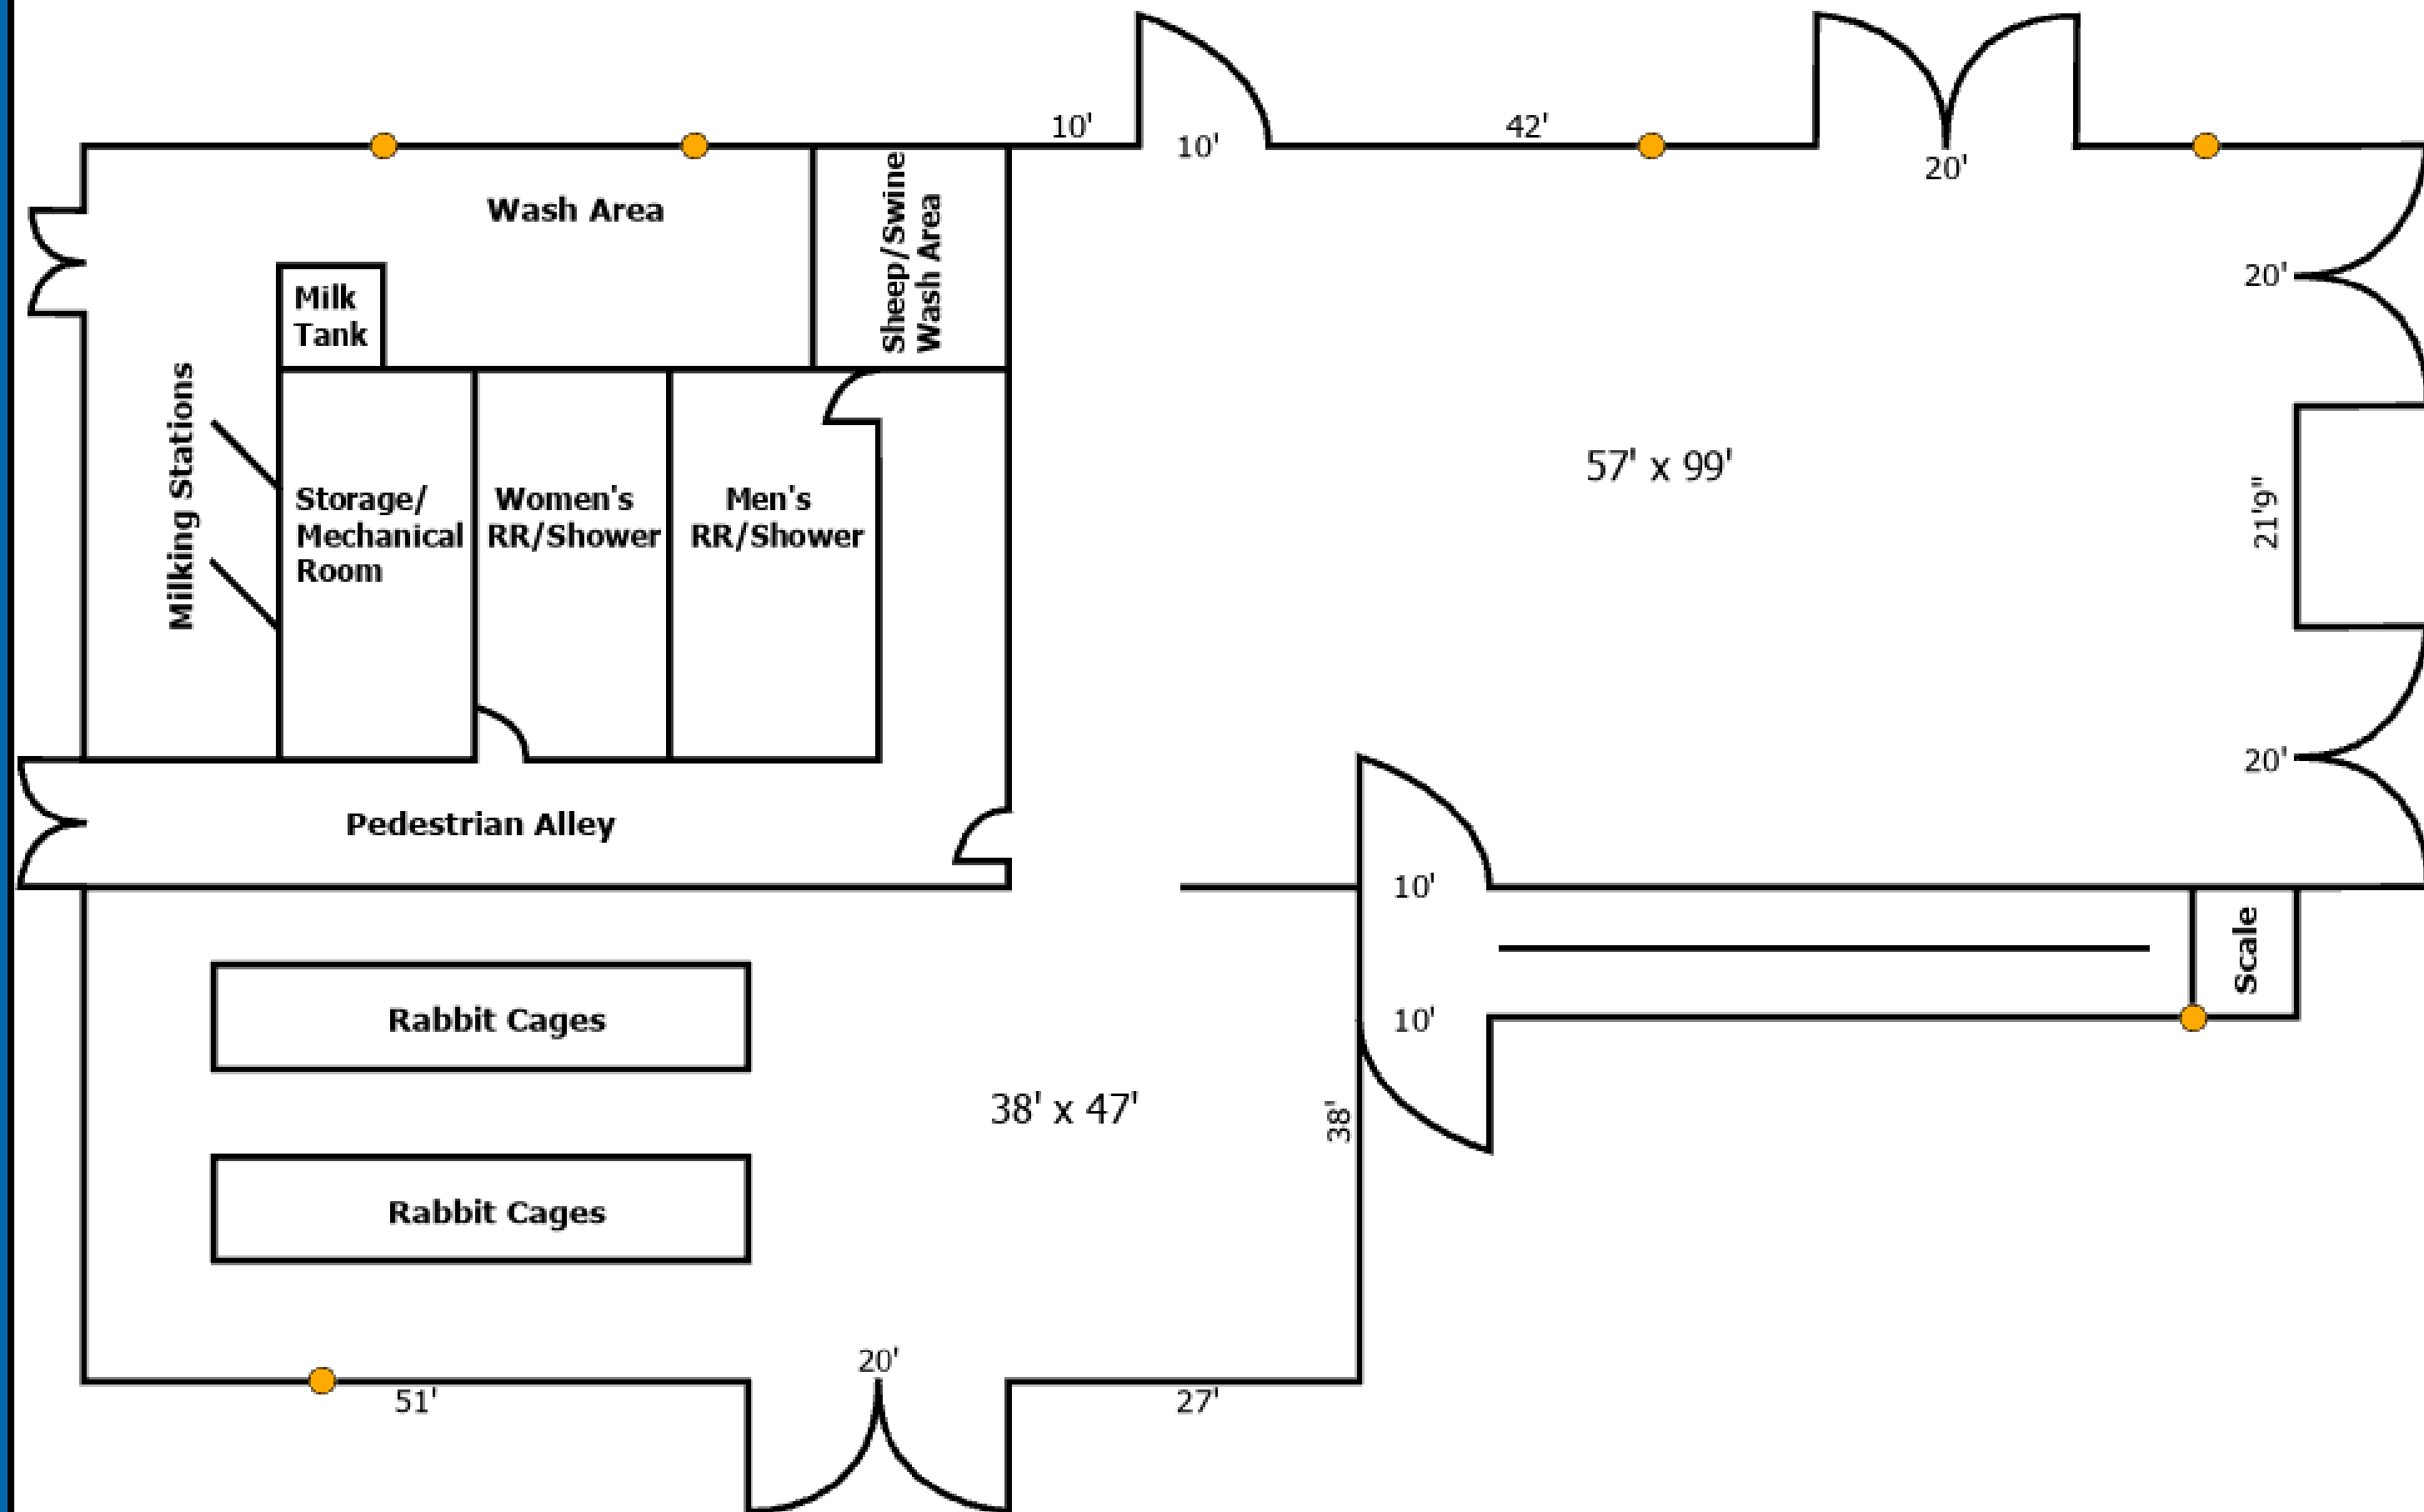 10'
10'
42'
20'
Wash Area
Sheep/Swine
Wash Area
Milk
Tank
20'
Milking Stations
Storage/
Mechanical
Room
Women's
RR/Shower
Men's
RR/Shower
57' x 99'
21'9"
20'
Pedestrian Alley
10'
Scale
Rabbit Cages
10'
38' x 47'
38'
Rabbit Cages
20'
51'
27'